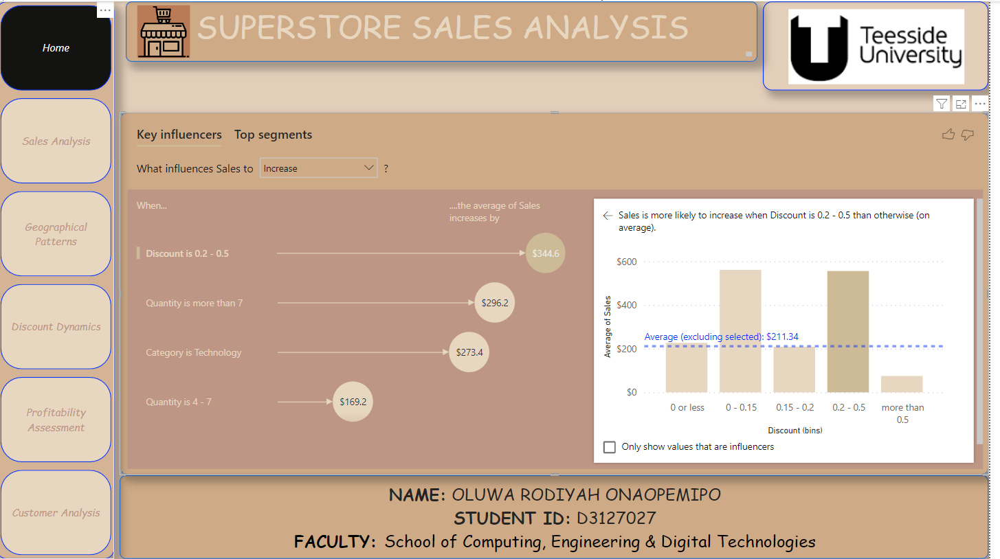 Home
Sales Analysis
Geographical
Patterns
Discount Dynamics
Profitability
Assessment
Customer Analysis
SUPERSTORE SALES ANALYSIS
Teesside
University
Key influencers
Top segments
What influences Sales to
Increase
?
When...
....the average of Sales
increases by
Discount is 0.2 - 0.5
$344.6
Quantity is more than 7
$296.2
Category is Technology
$273.4
Quantity is 4 - 7
$169.2
Sales is more likely to increase when Discount is 0.2 - 0.5 than otherwise (on
average).
Average of Sales
$600
$400
$200
$0
Average (excluding selected): $211.34
0 or less
0 - 0.15
0.15 - 0.2
0.2 - 0.5
more than
0.5
Discount (bins)
Only show values that are influencers
NAME: OLUWA RODIYAH ONAOPEMIPO
STUDENT ID: D3127027
FACULTY: School of Computing, Engineering & Digital Technologies